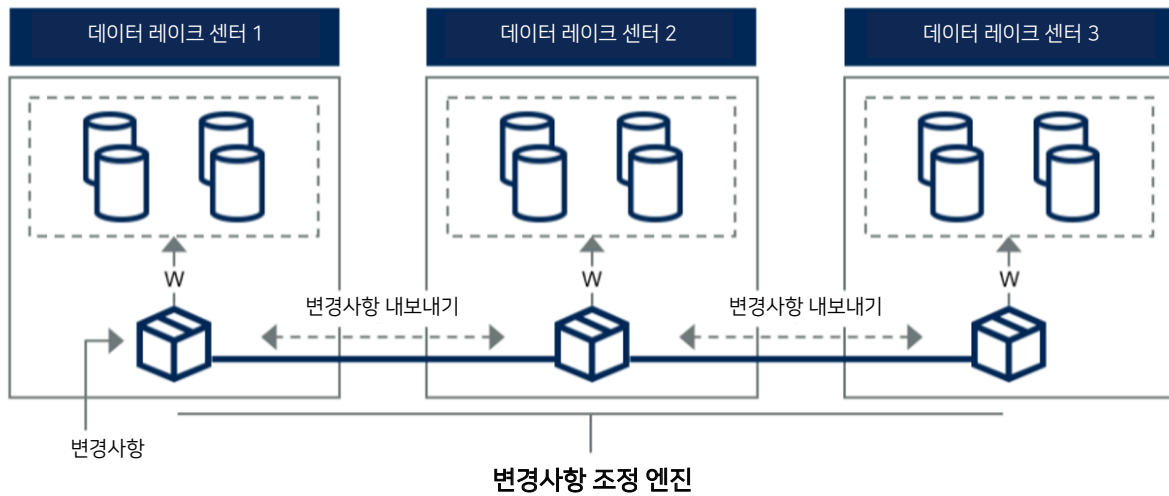 데이터 레이크 센터 1
데이터 레이크 센터 2
데이터 레이크 센터 3
W
W
W
변경사항 내보내기
변경사항 내보내기
변경사항
변경사항 조정 엔진